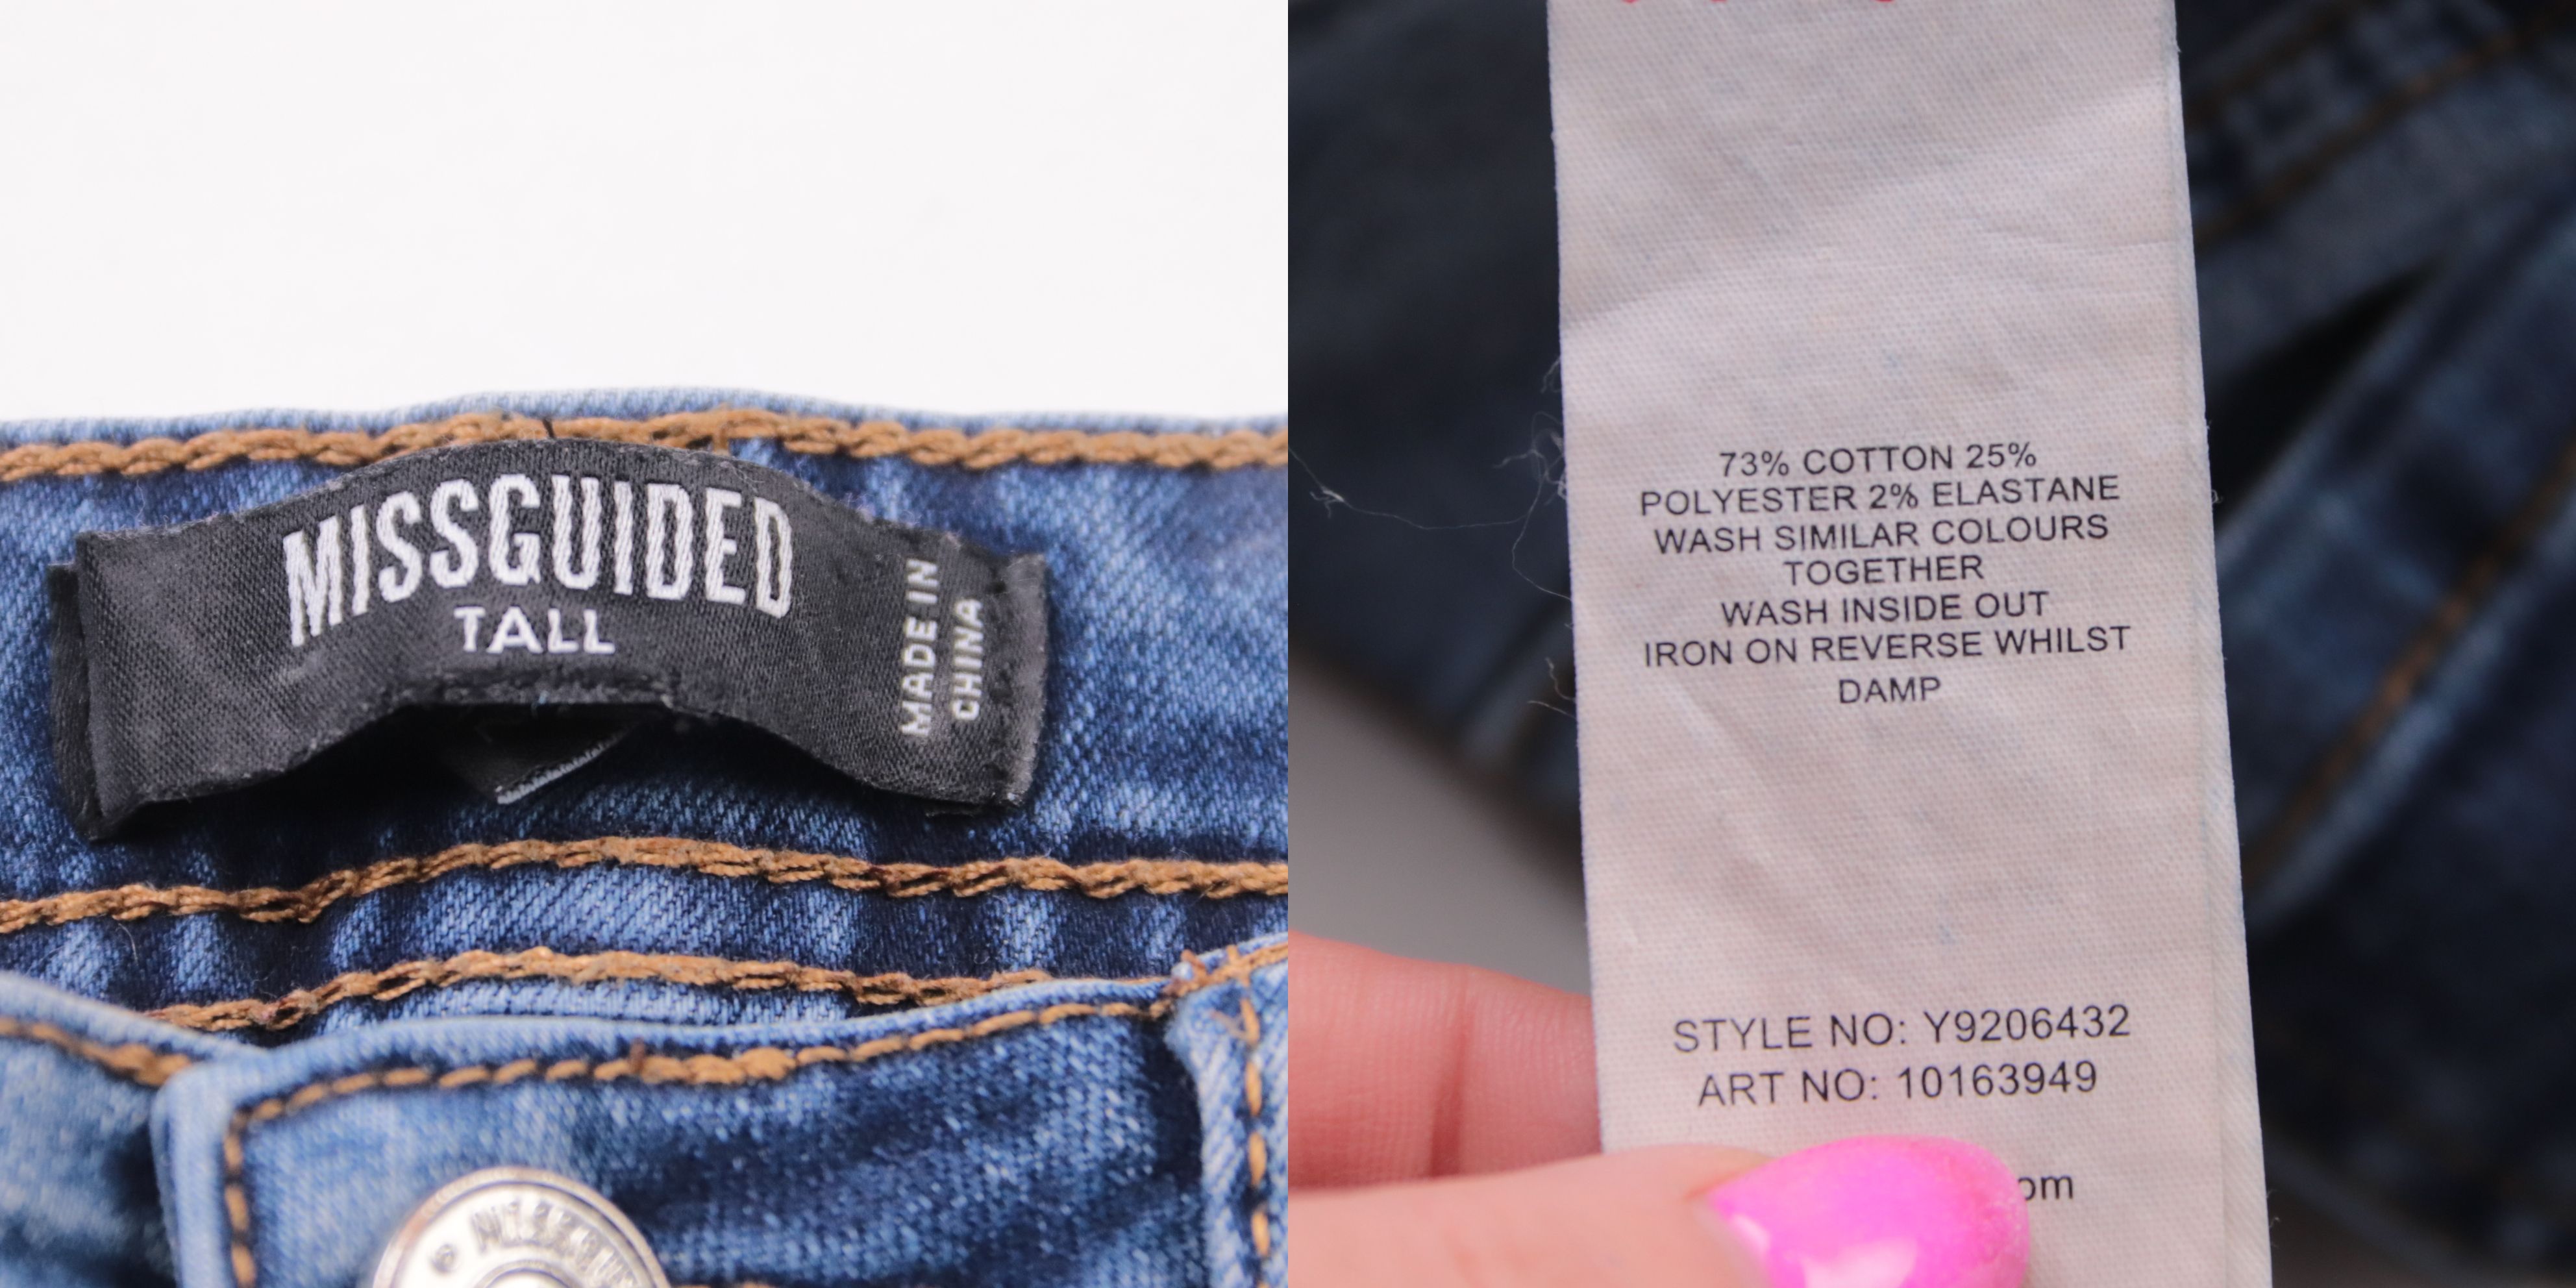 MISSGUIDED
TALL
MADE IN
CHINA
73% COTTON 25%
POLYESTER 2% ELASTANE
WASH SIMILAR COLOURS
TOGETHER
WASH INSIDE OUT
IRON ON REVERSE WHILST
DAMP
STYLE NO: Y9206432
ART NO: 10163949
om